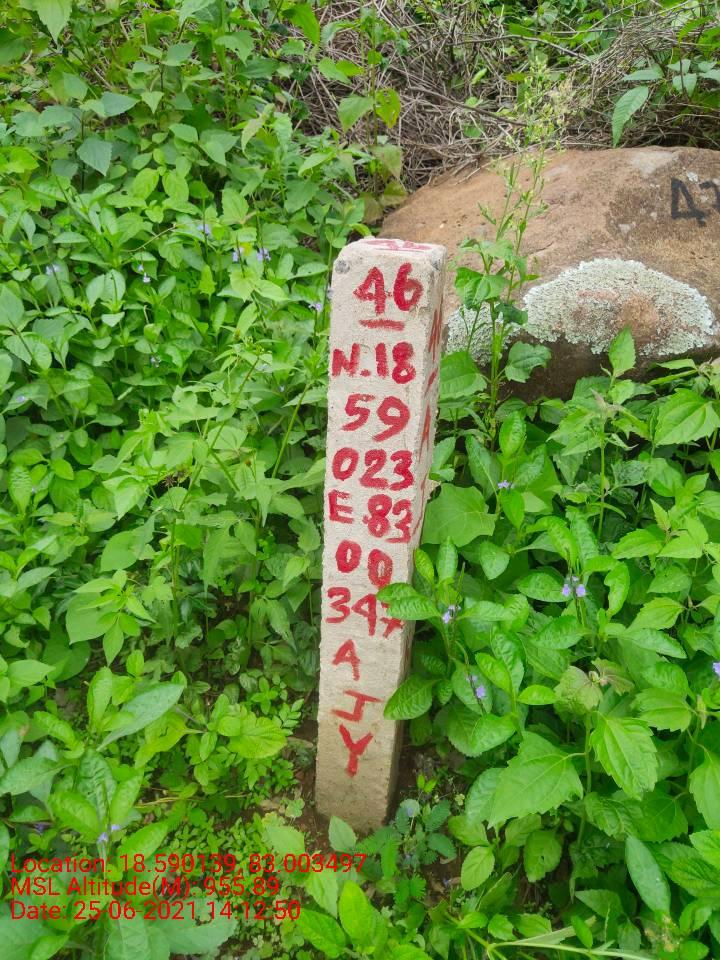 46
N.18
59
023
E.83
00
347
A
J
Y
Location: 18.590139, 83.003497
MSL Altitude(M): 955.89
Date: 25-06-2021 14:12:50